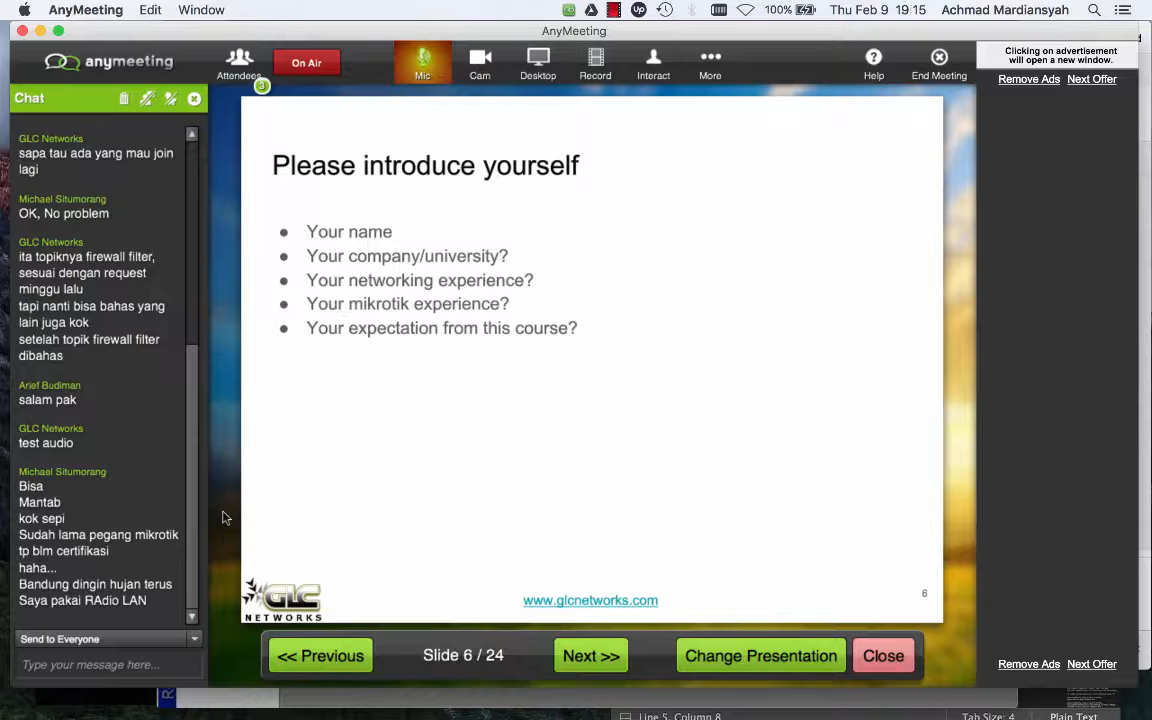 AnyMeeting Edit Window
Up
100% Thu Feb 9 19:15 Achmad Mardiansyah
AnyMeeting
anymeeting
Attendees
3
On Air
Mic
Cam
Desktop
Record
Interact
More
Help
End Meeting
Clicking on advertisement
will open a new window.
Remove Ads Next Offer
Chat
GLC Networks
sapa tau ada yang mau join
lagi
Michael Situmorang
OK, No problem
GLC Networks
ita topiknya firewall filter,
sesuai dengan request
minggu lalu
tapi nanti bisa bahas yang
lain juga kok
setelah topik firewall filter
dibahas
Arief Budiman
salam pak
GLC Networks
test audio
Michael Situmorang
Bisa
Mantab
kok sepi
Sudah lama pegang mikrotik
tp blm certifikasi
haha...
Bandung dingin hujan terus
Saya pakai RAdio LAN
Send to Everyone
Type your message here...
Please introduce yourself
● Your name
● Your company/university?
● Your networking experience?
● Your mikrotik experience?
● Your expectation from this course?
GLC
NETWORKS
www.glcnetworks.com
6
<< Previous
Slide 6 / 24
Next >>
Change Presentation
Close
Remove Ads Next Offer
Line 5, Column 8
Tab Size: 4
Plain Text